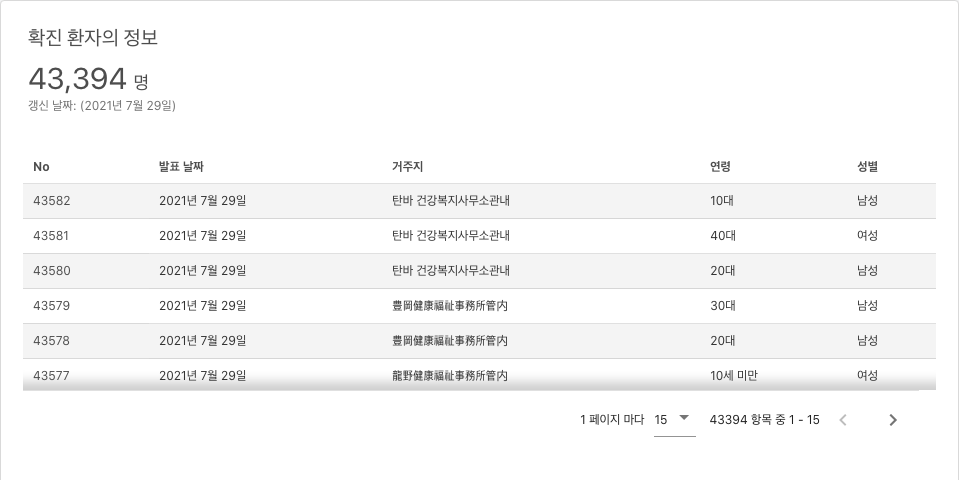 확진 환자의 정보
43,394 명
갱신 날짜: (2021년 7월 29일)
No 발표 날짜 거주지 연령 성별
43582 2021년 7월 29일 탄바 건강복지사무소관내 10대 남성
43581 2021년 7월 29일 탄바 건강복지사무소관내 40대 여성
43580 2021년 7월 29일 탄바 건강복지사무소관내 20대 남성
43579 2021년 7월 29일 豊岡健康福祉事務所管内 30대 남성
43578 2021년 7월 29일 豊岡健康福祉事務所管内 20대 남성
43577 2021년 7월 29일 龍野健康福祉事務所管内 10세 미만 여성
1 페이지 마다 15 43394 항목 중 1 - 15